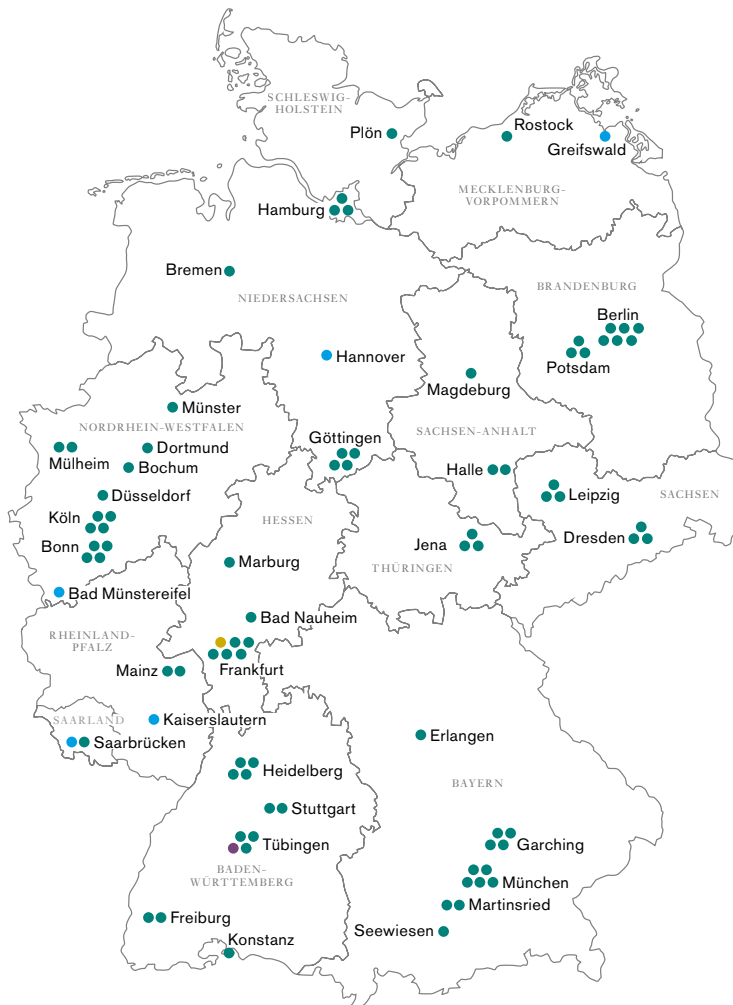 SCHLESWIG-
HOLSTEIN
Plön
Rostock
Greifswald
MECKLENBURG-
VORPOMMERN
Hamburg
Bremen
NIEDERSACHSEN
BRANDENBURG
Berlin
Potsdam
Hannover
Magdeburg
Münster
NORDRHEIN-WESTFALEN
Dortmund
Mülheim
Bochum
Göttingen
SACHSEN-ANHALT
Halle
Düsseldorf
Leipzig
SACHSEN
Köln
HESSEN
Bonn
Jena
Dresden
Marburg
THÜRINGEN
Bad Münstereifel
Bad Nauheim
RHEINLAND-
PFALZ
Mainz
Frankfurt
SAARLAND
Kaiserslautern
Saarbrücken
Erlangen
Heidelberg
BAYERN
Stuttgart
Tübingen
Garching
BADEN-
WÜRTTEMBERG
München
Martinsried
Freiburg
Seewiesen
Konstanz